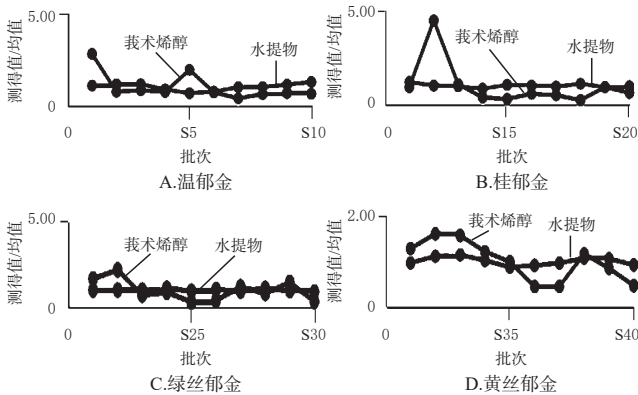 5.00
测得值/均值
莪术烯醇
水提物
0
0
S5
S10
批次
A.温郁金
5.00
测得值/均值
莪术烯醇
水提物
0
0
S15
S20
批次
B.桂郁金
5.00
测得值/均值
莪术烯醇
水提物
0
0
S25
S30
批次
C.绿丝郁金
2.00
测得值/均值
莪术烯醇
水提物
0
0
S35
S40
批次
D.黄丝郁金